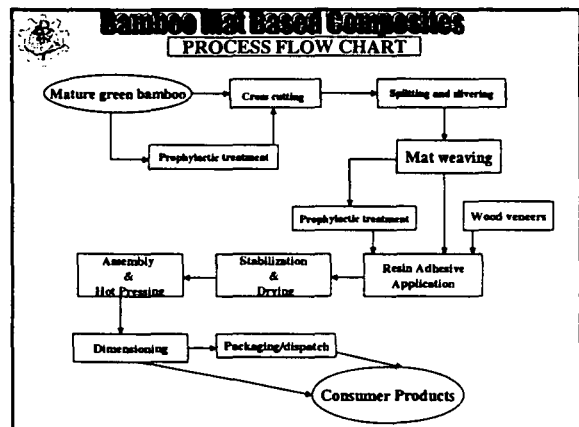 Bamboo Mat Based Composites
PROCESS FLOW CHART
Mature green bamboo
Cross cutting
Splitting and slivering
Prophylactic treatment
Mat weaving
Prophylactic treatment
Wood veneers
Assembly
&
Hot Pressing
Stabilization
&
Drying
Resin Adhesive
Application
Dimensioning
Packaging/dispatch
Consumer Products